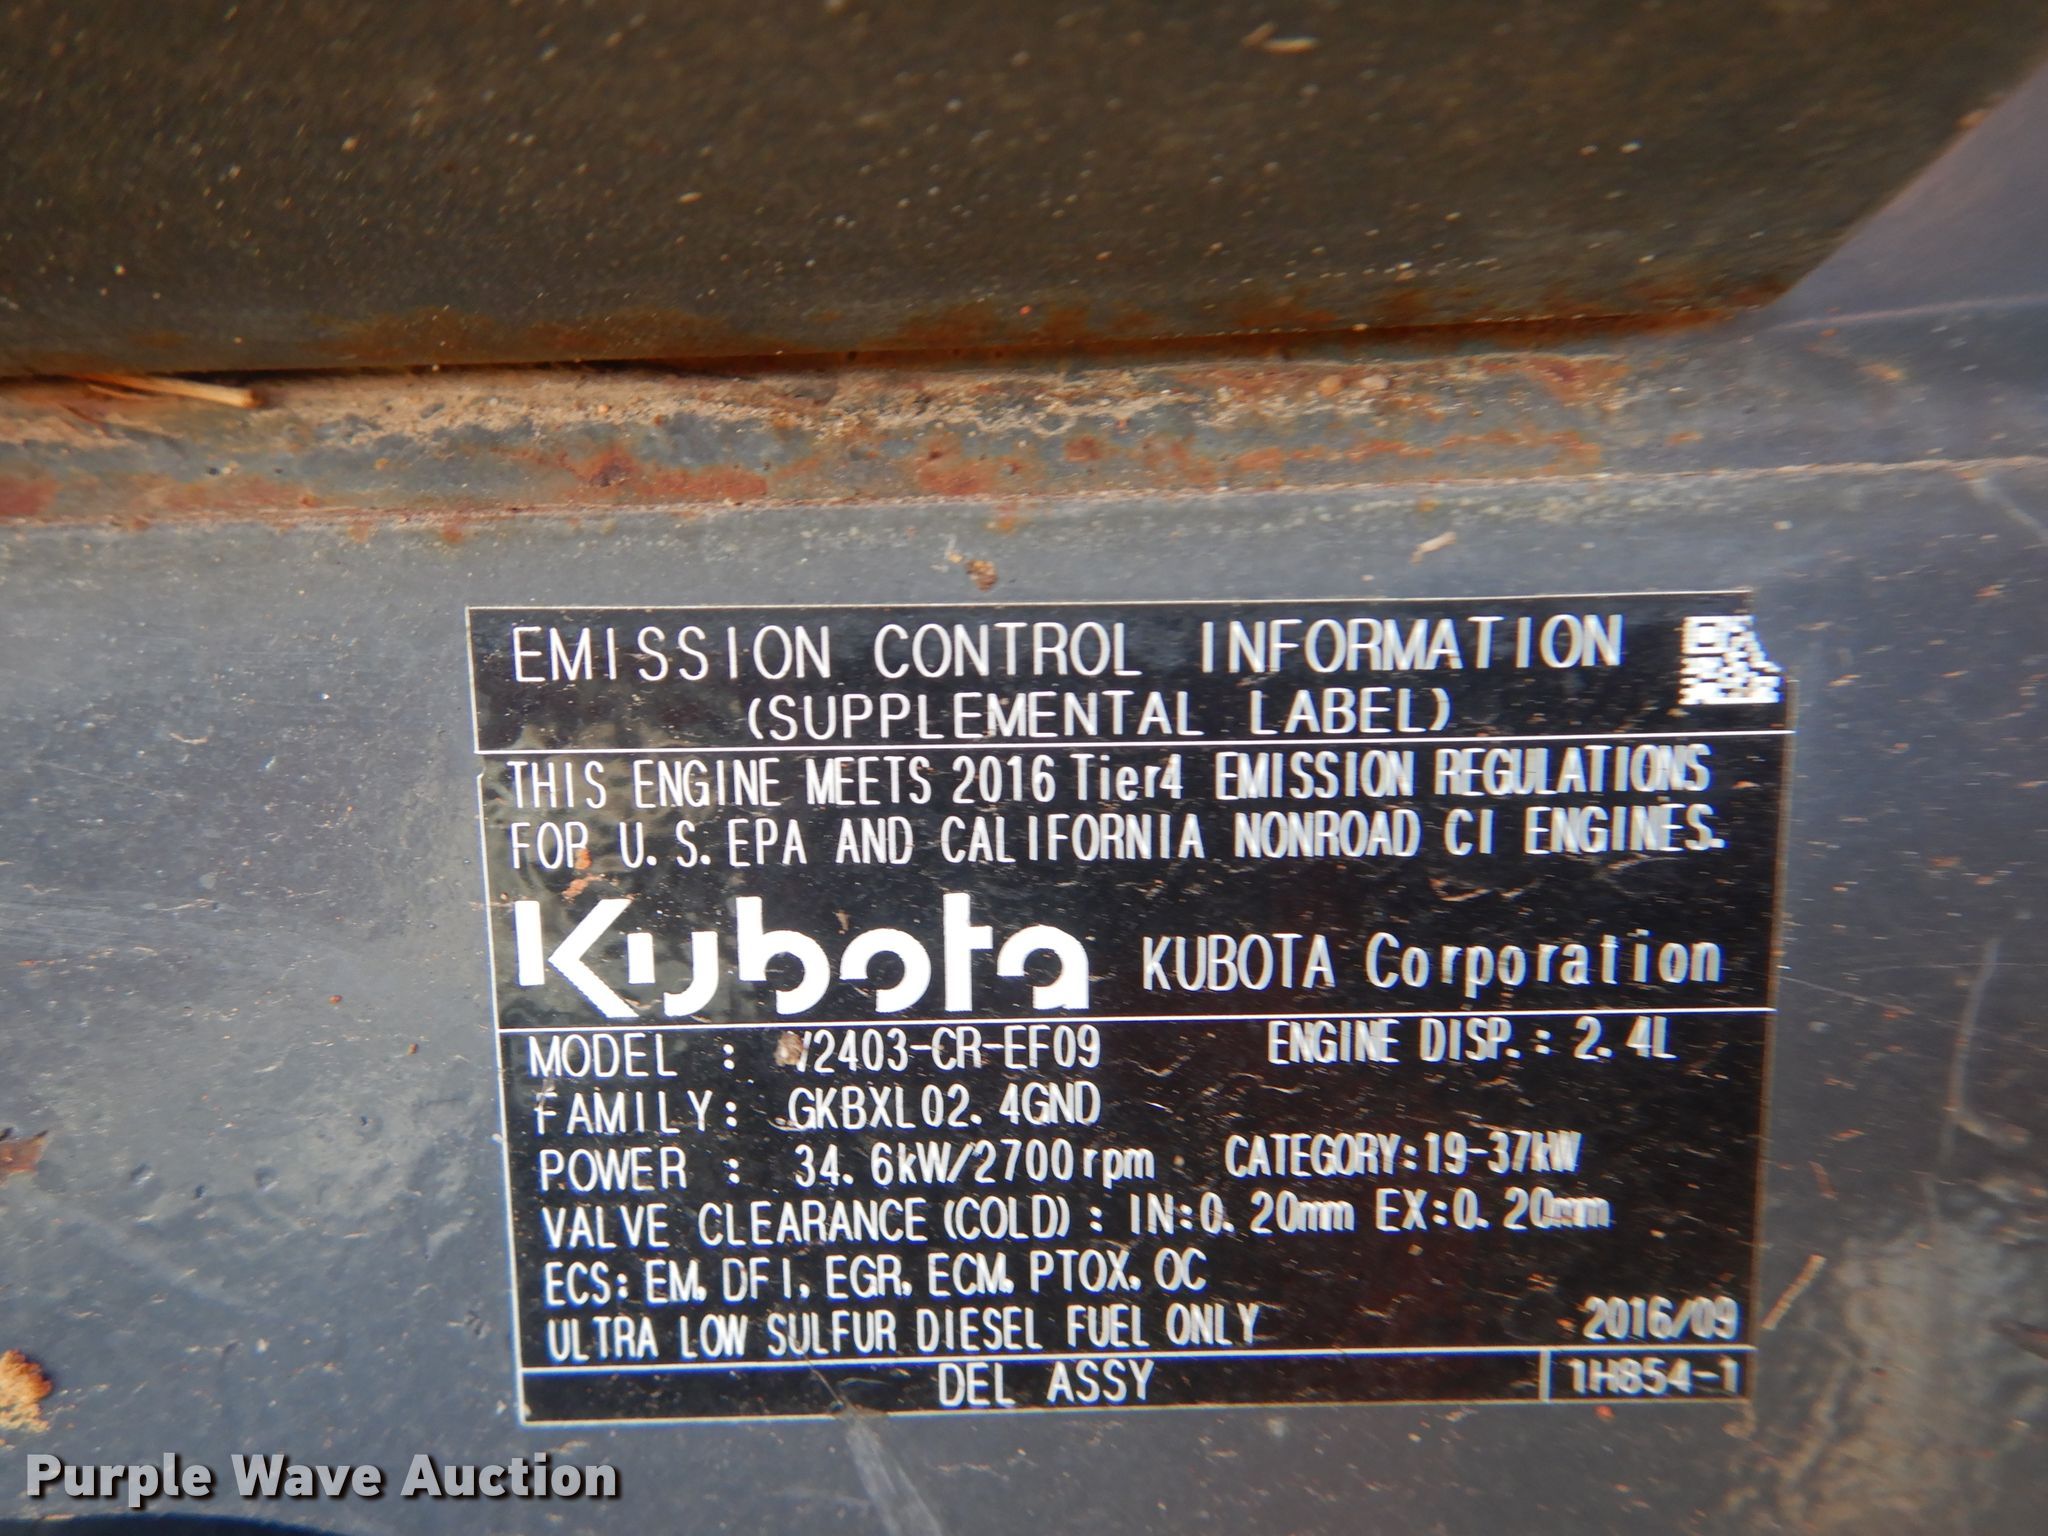 EMISSION CONTROL INFORMATION
(SUPPLEMENTAL LABEL)
THIS ENGINE MEETS 2016 Tier4 EMISSION REGULATIONS
FOR U.S.EPA AND CALIFORNIA NONROAD CI ENGINES.
Kubota KUBOTA Corporation
MODEL : V2403-CR-EF09 ENGINE DISP.: 2.4L
FAMILY: GKBXL02.4GND
POWER : 34.6kW/2700rpm CATEGORY:19-37kW
VALVE CLEARANCE(COLD): IN:0.20mm EX:0.20mm
ECS:EM,DFI,EGR,ECM,PTOX,OC
ULTRA LOW SULFUR DIESEL FUEL ONLY 2016/09
DEL ASSY 1H854-1
Purple Wave Auction